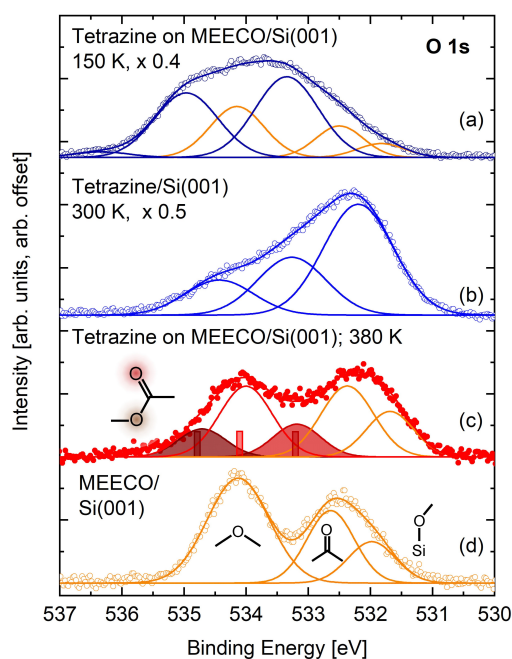 Tetrazine on MEECO/Si(001)
150 K, x 0.4
O 1s
(a)
Tetrazine/Si(001)
300 K, x 0.5
(b)
Tetrazine on MEECO/Si(001); 380 K
O
O
(c)
MEECO/
Si(001)
O
O
O
Si
(d)
537 536 535 534 533 532 531 530
Binding Energy [eV]
Intensity [arb. units, arb. offset]